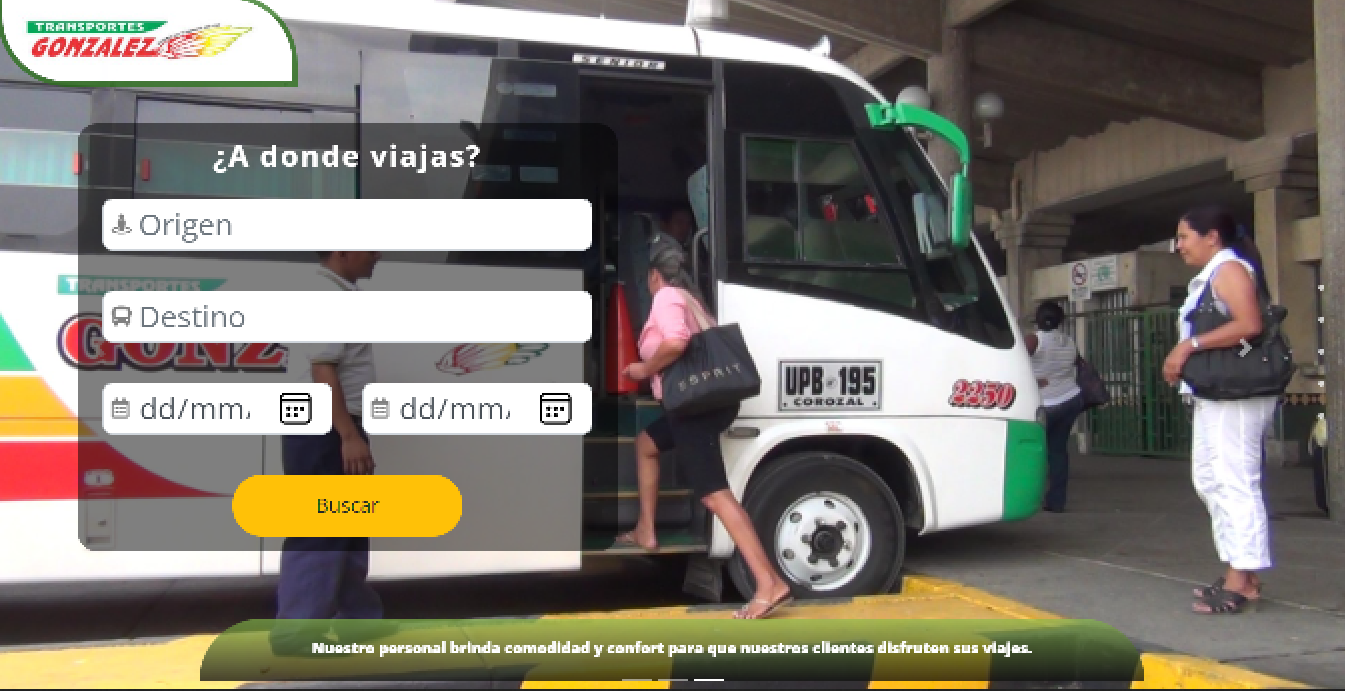 TRANSPORTES
GONZALEZ
SENIOR
¿A donde viajas?
Origen
TRANSPORTES
GONZ
Destino
ESPRIT
UPB 195
COROZAL
2250
dd/mm,
dd/mm,
Buscar
Nuestro personal brinda comodidad y confort para que nuestros clientes disfruten sus viajes.